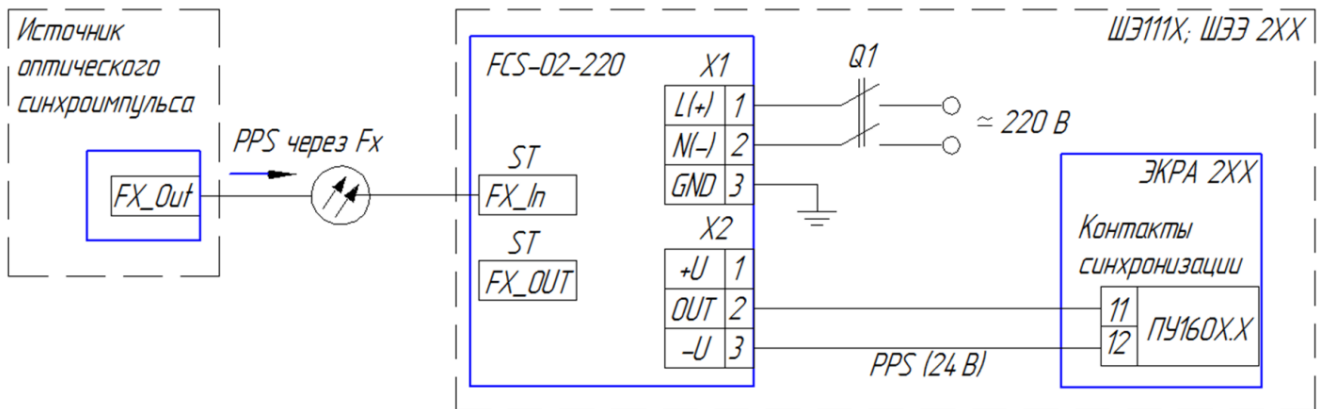 Источник
оптического
синхроимпульса
PPS через Fx
FX_Out
ШЭ111Х; ШЭЭ 2ХХ
FCS-02-220
X1
L(+) 1
N(-) 2
GND 3
Q1
≃ 220 В
ST
FX_In
ST
FX_OUT
X2
+U 1
OUT 2
-U 3
PPS (24 В)
ЭКРА 2ХХ
Контакты
синхронизации
11
12
ПУ160Х.Х